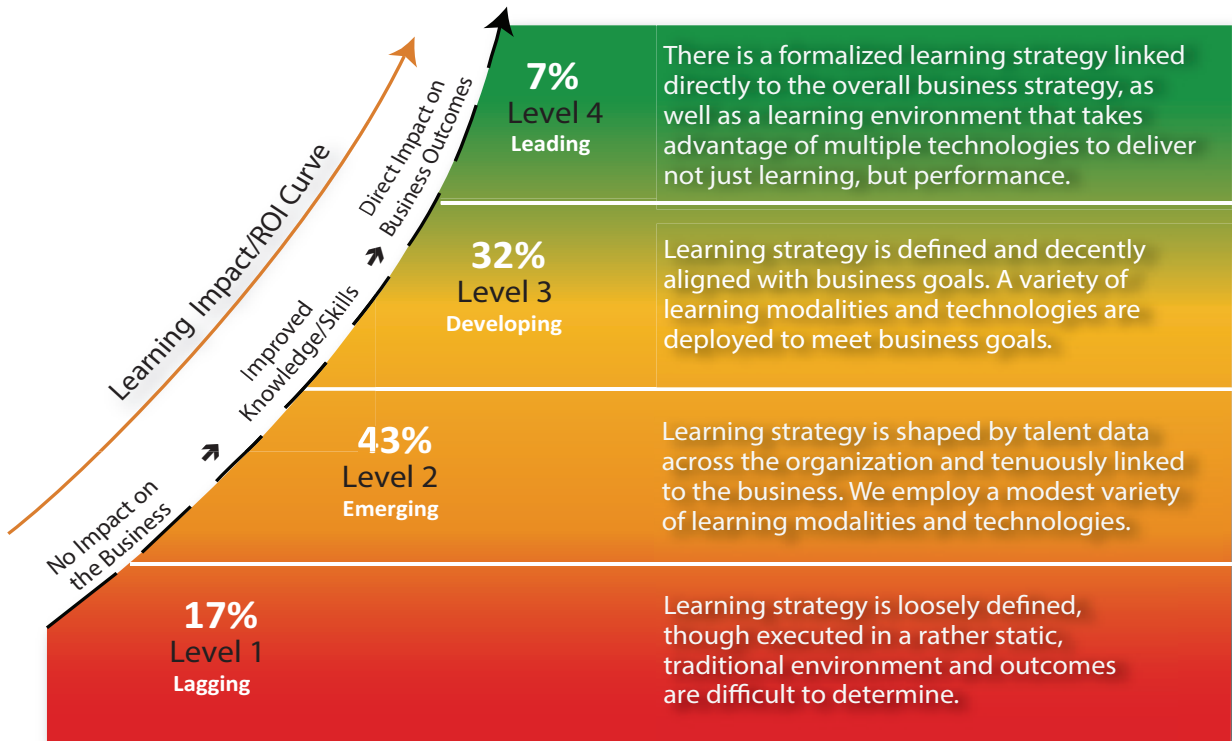 7%
Level 4
Leading
There is a formalized learning strategy linked
directly to the overall business strategy, as
well as a learning environment that takes
advantage of multiple technologies to deliver
not just learning, but performance.
32%
Level 3
Developing
Learning strategy is defined and decently
aligned with business goals. A variety of
learning modalities and technologies are
deployed to meet business goals.
43%
Level 2
Emerging
Learning strategy is shaped by talent data
across the organization and tenuously linked
to the business. We employ a modest variety
of learning modalities and technologies.
17%
Level 1
Lagging
Learning strategy is loosely defined,
though executed in a rather static,
traditional environment and outcomes
are difficult to determine.
Learning Impact/ROI Curve
No Impact on
the Business
Improved
Knowledge/Skills
Direct Impact on
Business Outcomes